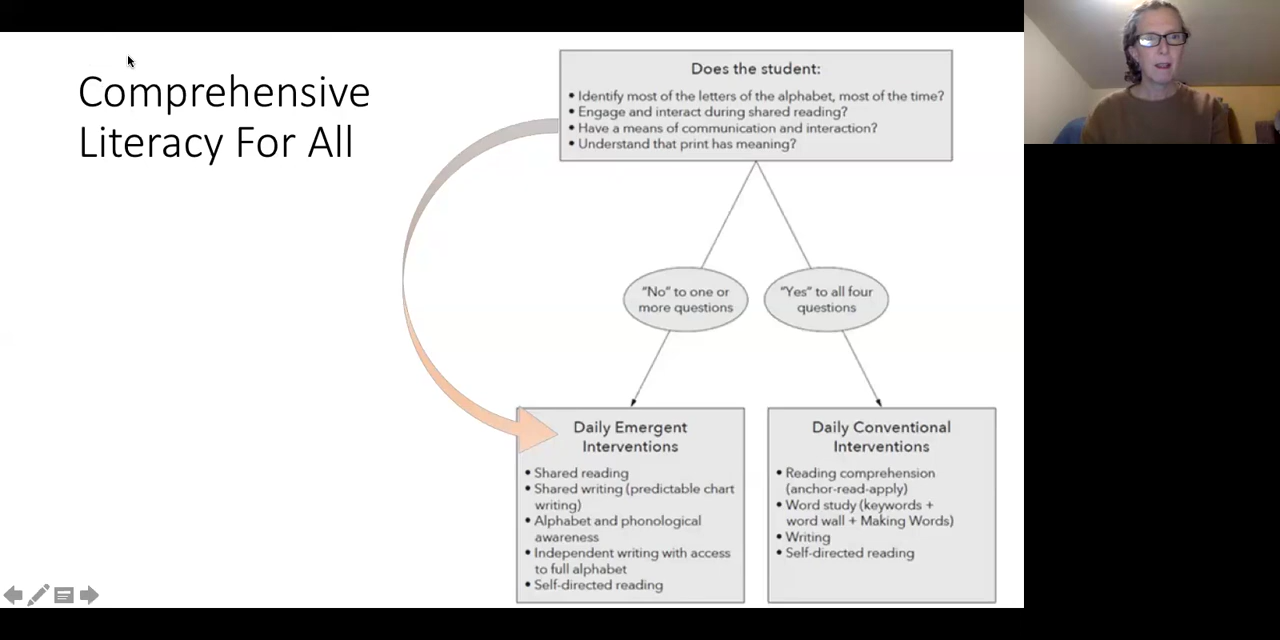 Comprehensive
Literacy For All
Does the student:
• Identify most of the letters of the alphabet, most of the time?
• Engage and interact during shared reading?
• Have a means of communication and interaction?
• Understand that print has meaning?
"No" to one or
more questions
"Yes" to all four
questions
Daily Emergent
Interventions
• Shared reading
• Shared writing (predictable chart
writing)
• Alphabet and phonological
awareness
• Independent writing with access
to full alphabet
• Self-directed reading
Daily Conventional
Interventions
• Reading comprehension
(anchor-read-apply)
• Word study (keywords +
word wall + Making Words)
• Writing
• Self-directed reading